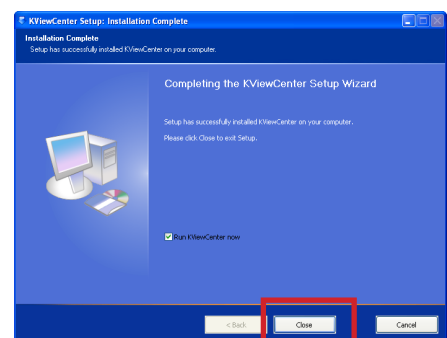 KViewCenter Setup: Installation Complete
Installation Complete
Setup has successfully installed KViewCenter on your computer.
Completing the KViewCenter Setup Wizard
Setup has successfully installed KViewCenter on your computer.
Please click Close to exit Setup.
Run KViewCenter now
< Back
Close
Cancel